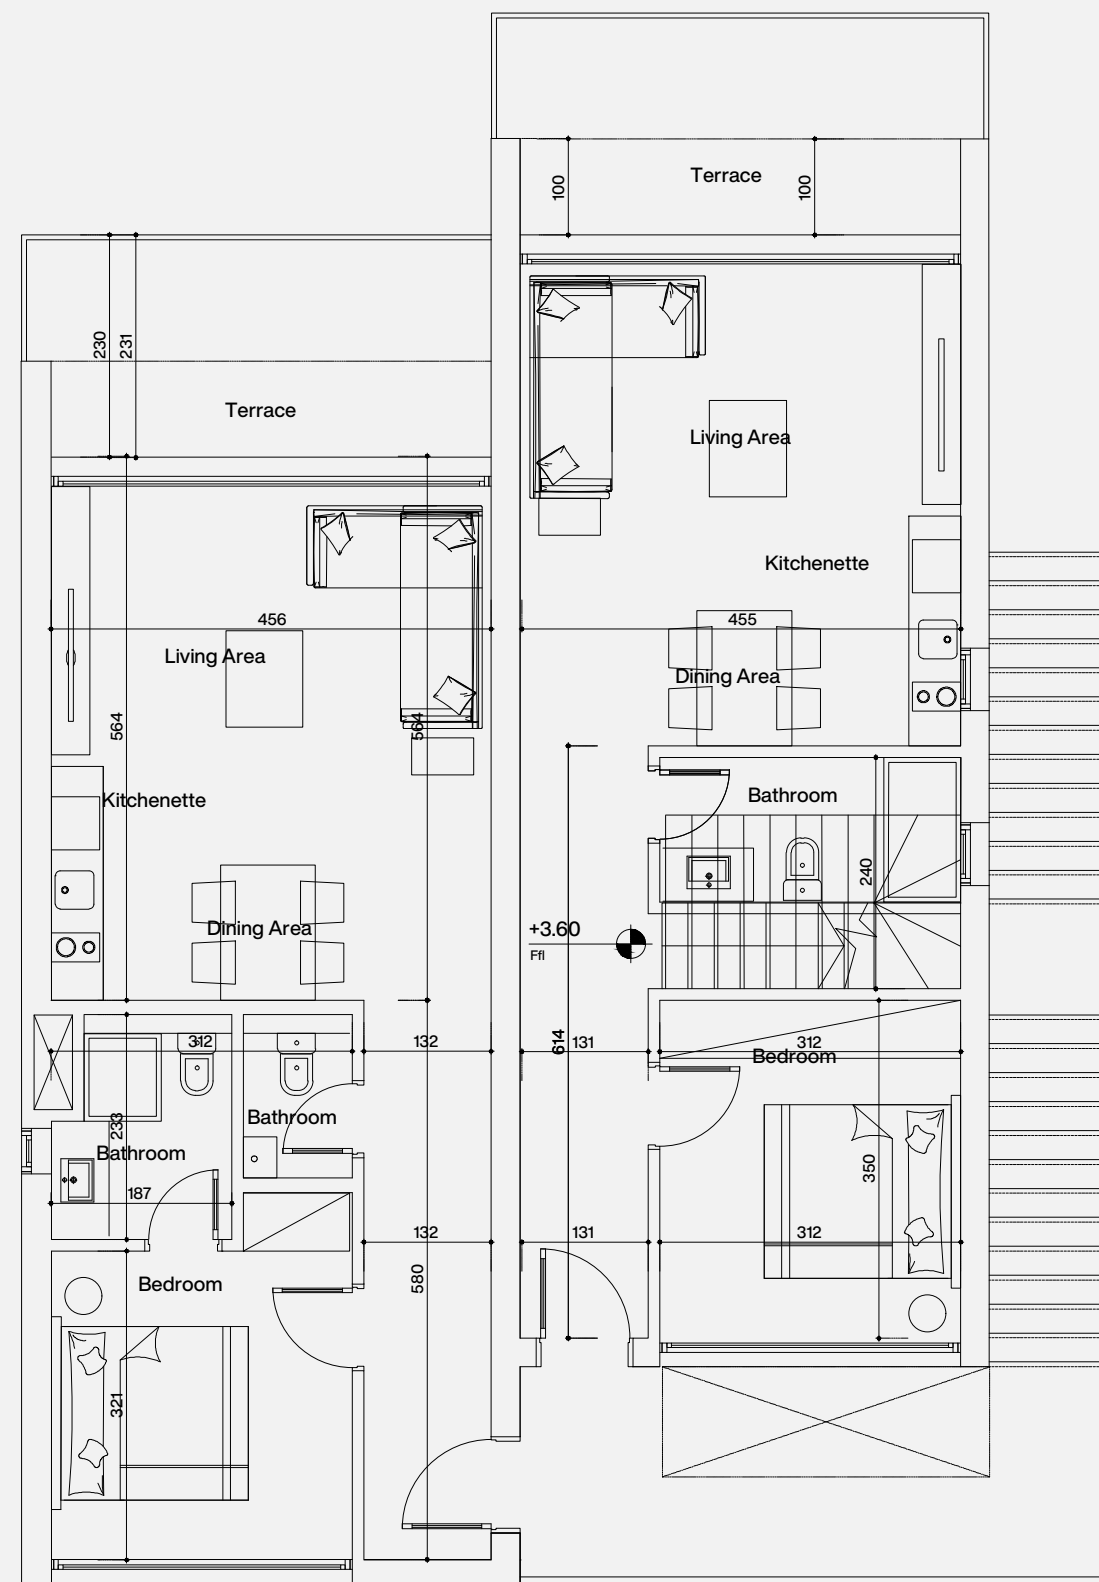 Terrace
100
100
230
231
Terrace
Living Area
Kitchenette
456
455
Living Area
Dining Area
564
564
Kitchenette
Bathroom
240
Dining Area
+3.60
Ffl
312
132
614
131
312
Bedroom
233
Bathroom
Bathroom
350
187
132
131
312
580
Bedroom
321